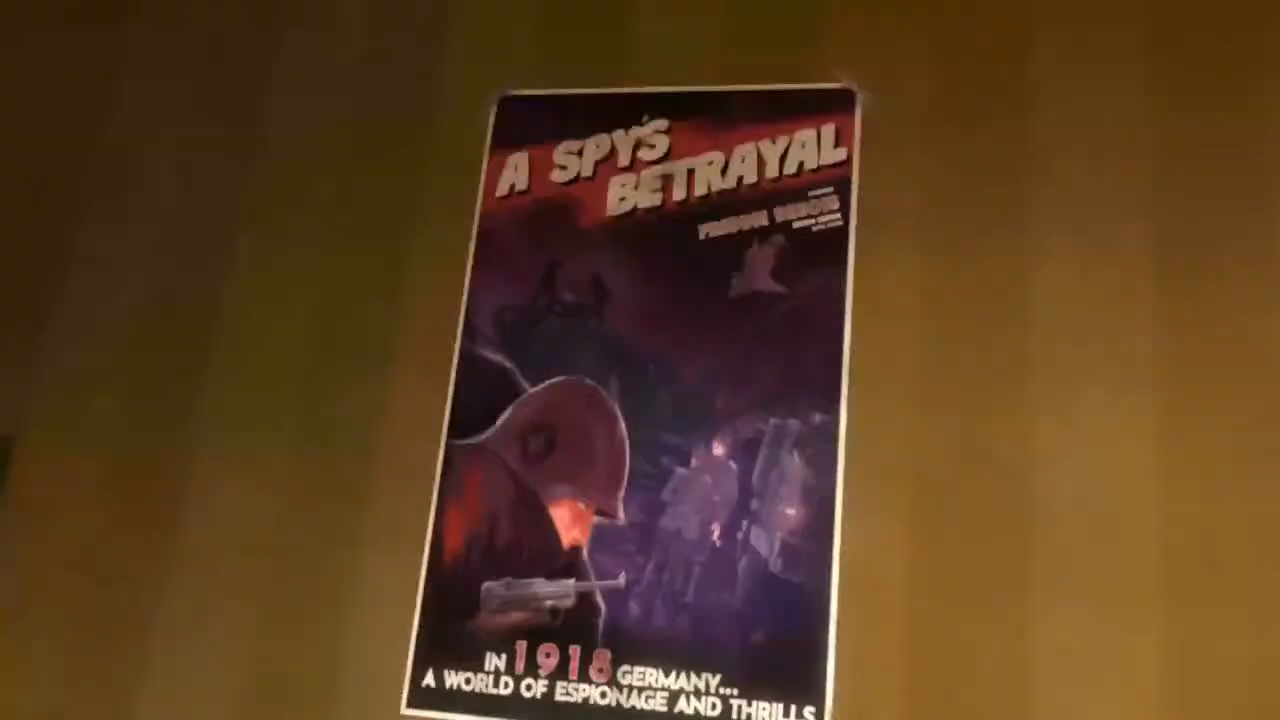 A SPY'S
BETRAYAL
IN 1918 GERMANY...
A WORLD OF ESPIONAGE AND THRILLS